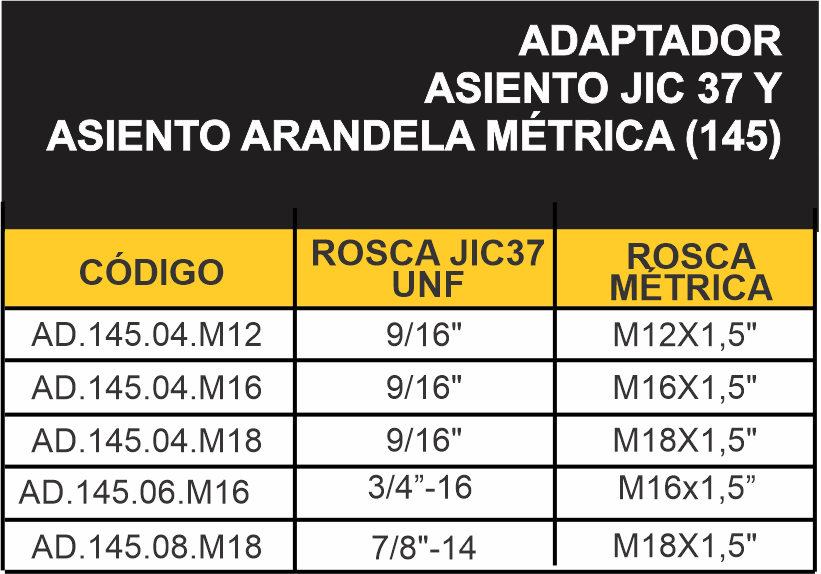 ADAPTADOR
ASIENTO JIC 37 Y
ASIENTO ARANDELA MÉTRICA (145)
CÓDIGO ROSCA JIC37 UNF ROSCA MÉTRICA
AD.145.04.M12 9/16" M12X1,5"
AD.145.04.M16 9/16" M16X1,5"
AD.145.04.M18 9/16" M18X1,5"
AD.145.06.M16 3/4”-16 M16x1,5”
AD.145.08.M18 7/8"-14 M18X1,5"